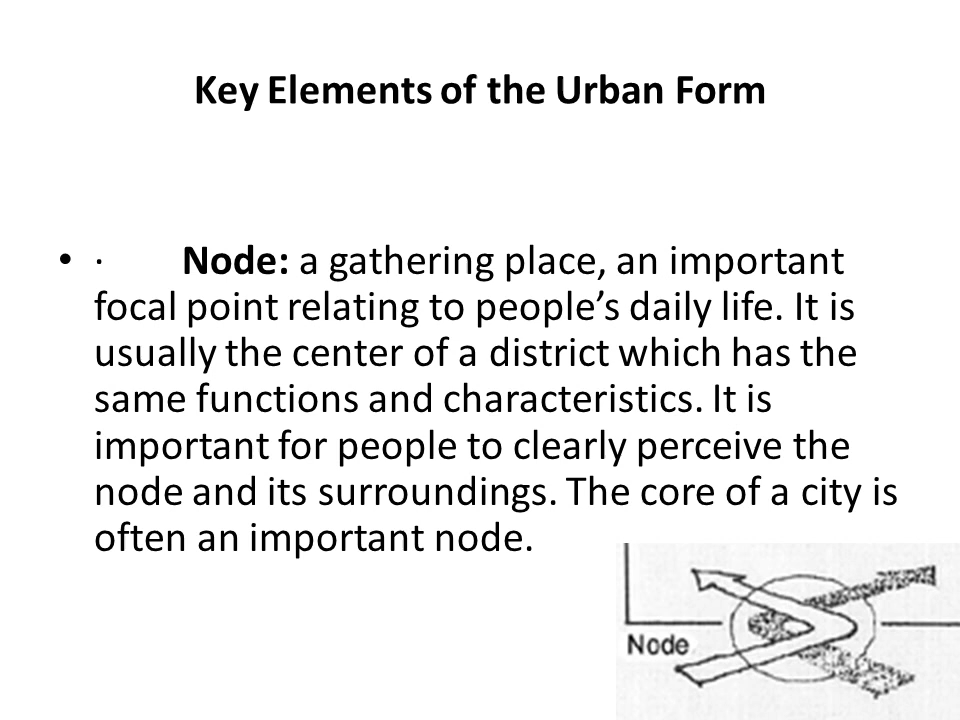 Key Elements of the Urban Form
• · Node: a gathering place, an important
focal point relating to people’s daily life. It is
usually the center of a district which has the
same functions and characteristics. It is
important for people to clearly perceive the
node and its surroundings. The core of a city is
often an important node.
Node